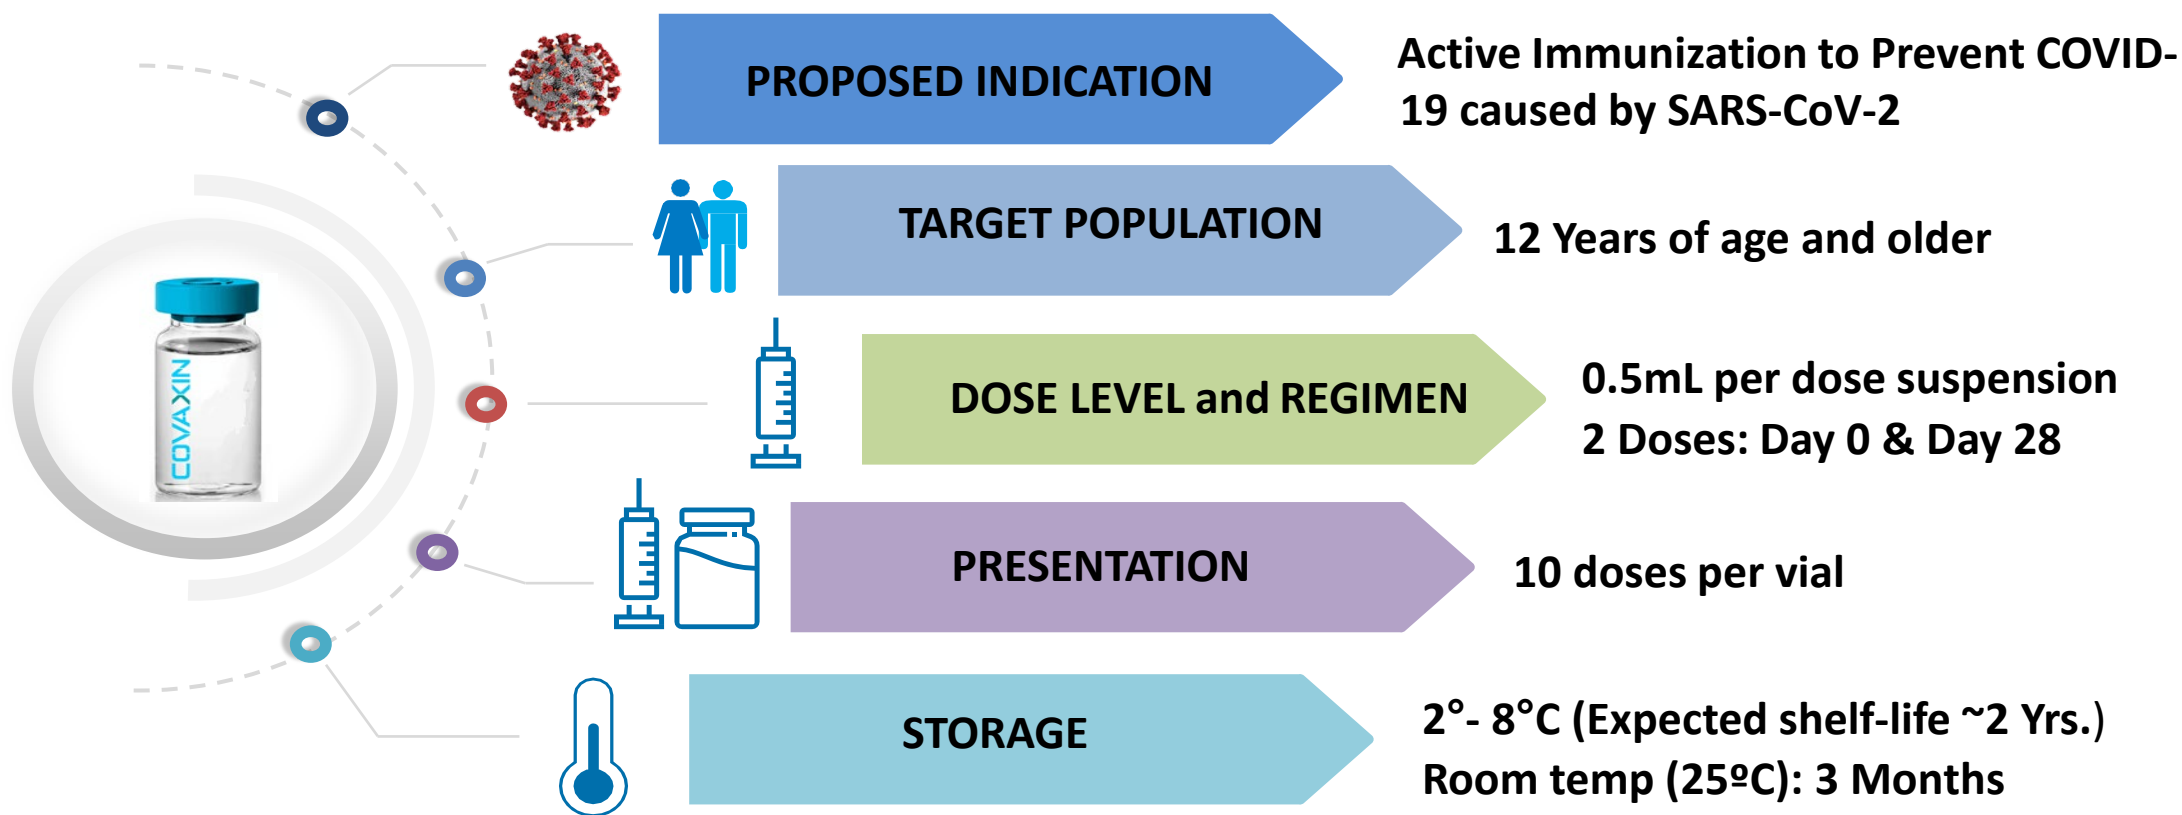 PROPOSED INDICATION
Active Immunization to Prevent COVID-
19 caused by SARS-CoV-2
TARGET POPULATION
12 Years of age and older
COVAXIN
DOSE LEVEL and REGIMEN
0.5mL per dose suspension
2 Doses: Day 0 & Day 28
PRESENTATION
10 doses per vial
STORAGE
2°- 8°C (Expected shelf-life ~2 Yrs.)
Room temp (25ºC): 3 Months